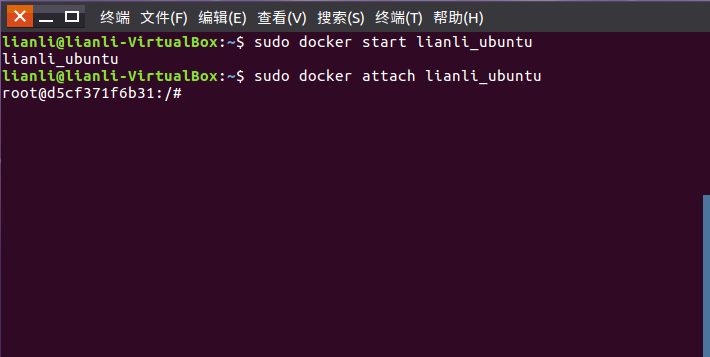 终端 文件(F) 编辑(E) 查看(V) 搜索(S) 终端(T) 帮助(H)
lianli@lianli-VirtualBox:~$ sudo docker start lianli_ubuntu
lianli_ubuntu
lianli@lianli-VirtualBox:~$ sudo docker attach lianli_ubuntu
root@d5cf371f6b31:/#